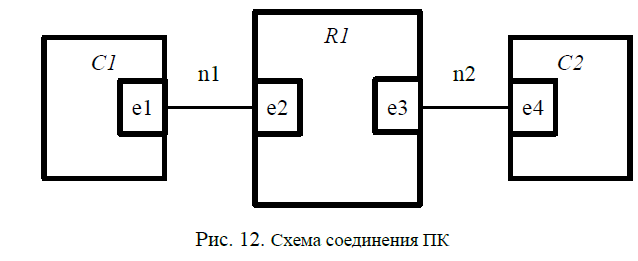 R1
C1
C2
n1
n2
e1
e2
e3
e4
Рис. 12. Схема соединения ПК